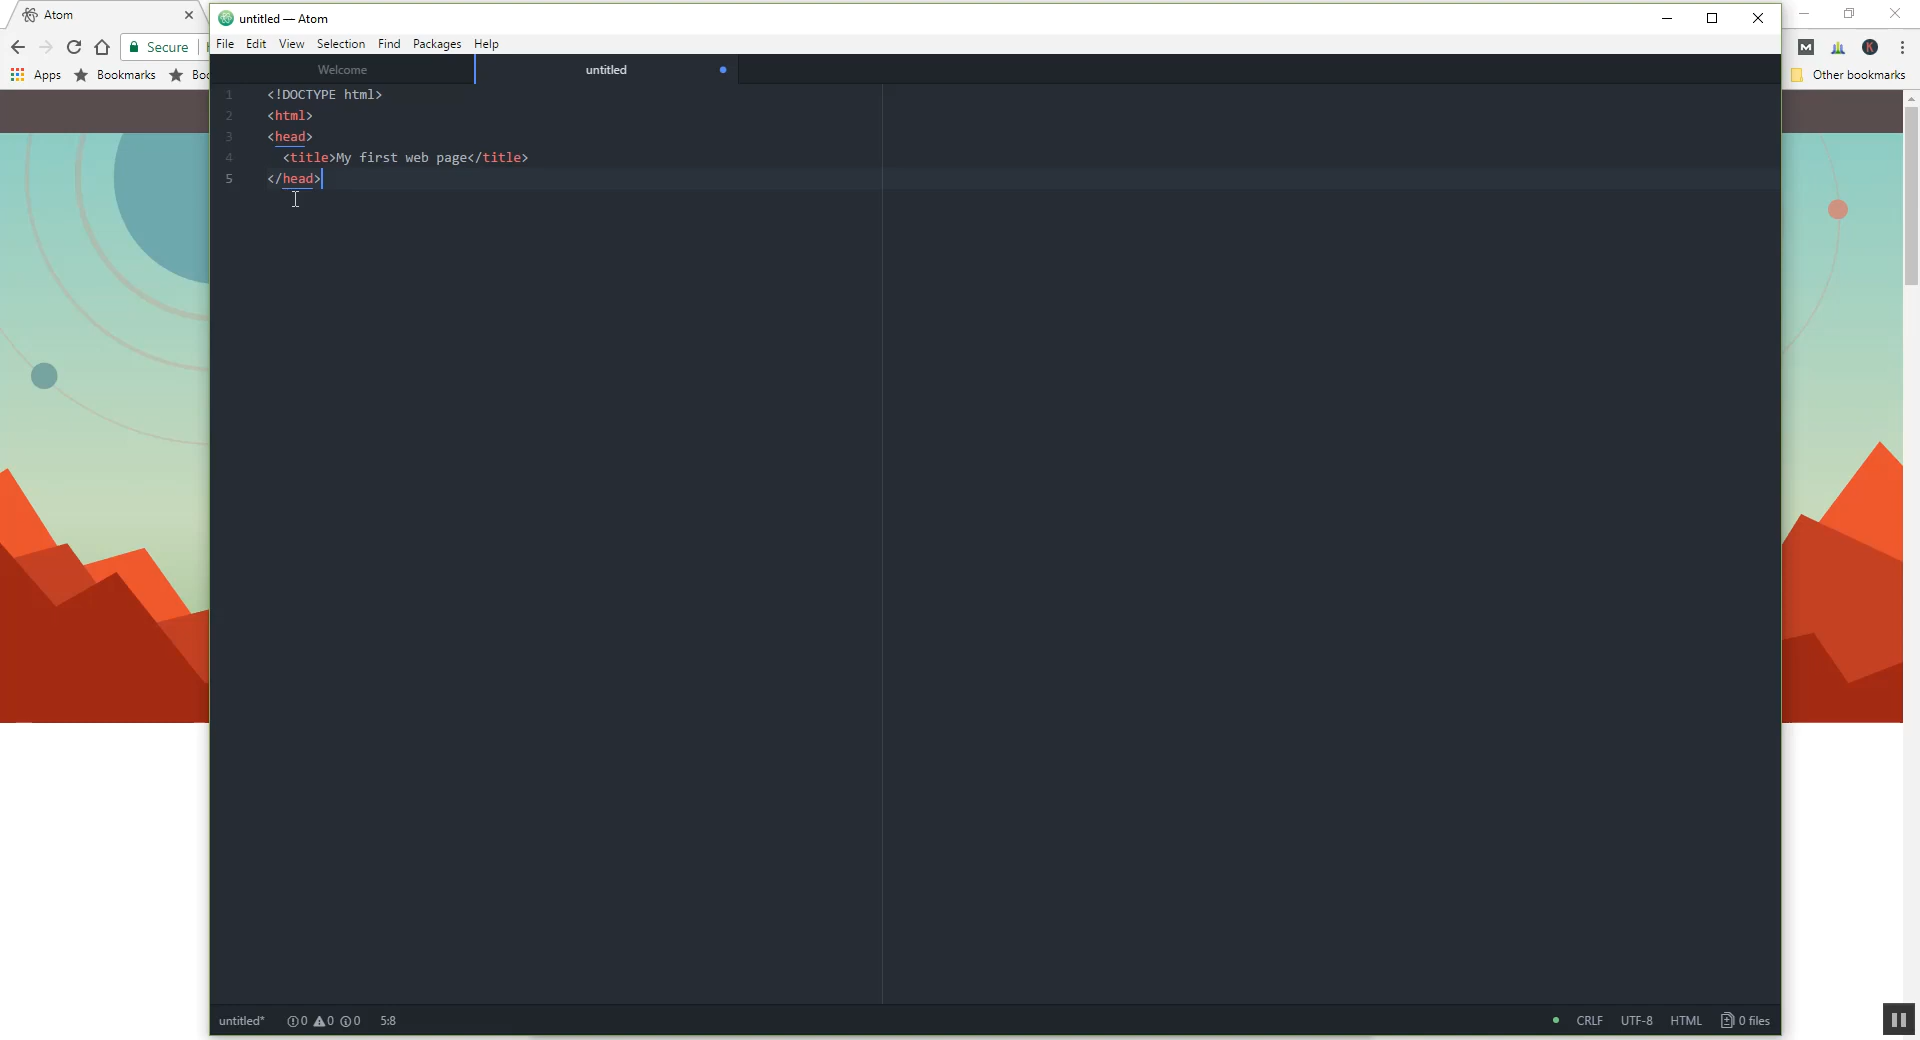 Atom
untitled — Atom
Secure
File Edit View Selection Find Packages Help
Apps Bookmarks Boo
M K
Other bookmarks
Welcome untitled
1 <!DOCTYPE html>
2 <html>
3 <head>
4 <title>My first web page</title>
5 </head>
untitled* 0 0 0 5:8 CRLF UTF-8 HTML 0 files